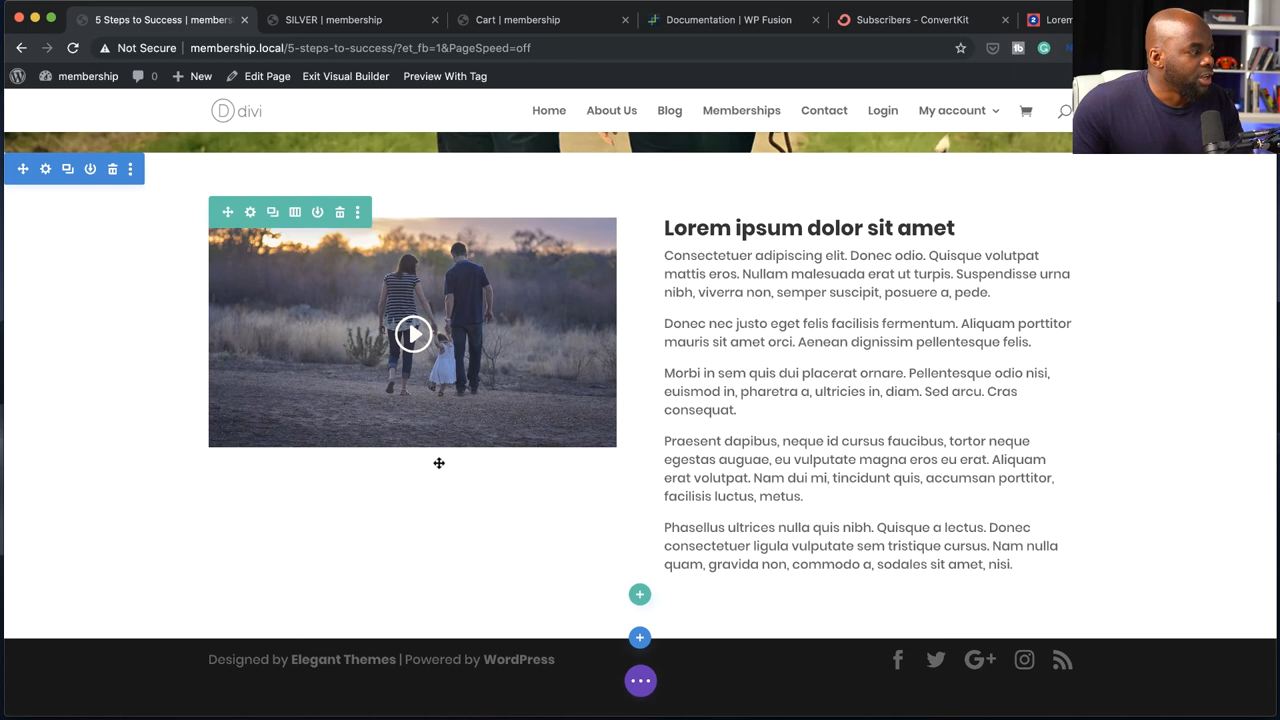 5 Steps to Success | members
SILVER | membership
Cart | membership
Documentation | WP Fusion
Subscribers - ConvertKit
Lorem
Not Secure
membership.local/5-steps-to-success/?et_fb=1&PageSpeed=off
membership
0
New
Edit Page
Exit Visual Builder
Preview With Tag
D divi
Home
About Us
Blog
Memberships
Contact
Login
My account
Lorem ipsum dolor sit amet
Consectetuer adipiscing elit. Donec odio. Quisque volutpat
mattis eros. Nullam malesuada erat ut turpis. Suspendisse urna
nibh, viverra non, semper suscipit, posuere a, pede.
Donec nec justo eget felis facilisis fermentum. Aliquam porttitor
mauris sit amet orci. Aenean dignissim pellentesque felis.
Morbi in sem quis dui placerat ornare. Pellentesque odio nisi,
euismod in, pharetra a, ultricies in, diam. Sed arcu. Cras
consequat.
Praesent dapibus, neque id cursus faucibus, tortor neque
egestas auguae, eu vulputate magna eros eu erat. Aliquam
erat volutpat. Nam dui mi, tincidunt quis, accumsan porttitor,
facilisis luctus, metus.
Phasellus ultrices nulla quis nibh. Quisque a lectus. Donec
consectetuer ligula vulputate sem tristique cursus. Nam nulla
quam, gravida non, commodo a, sodales sit amet, nisi.
Designed by Elegant Themes | Powered by WordPress